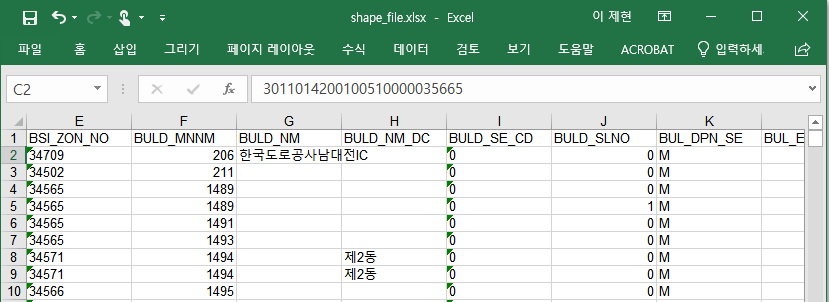 shape_file.xlsx - Excel 이 제현
파일 홈 삽입 그리기 페이지 레이아웃 수식 데이터 검토 보기 도움말 ACROBAT 입력하세.
C2 fx 3011014200100510000035665
E F G H I J K
1 BSI_ZON_NO BULD_MNNM BULD_NM BULD_NM_DC BULD_SE_CD BULD_SLNO BUL_DPN_SE BUL_E
2 34709 206 한국도로공사남대전IC 0 0 M
3 34502 211 0 0 M
4 34565 1489 0 0 M
5 34565 1489 0 1 M
6 34565 1491 0 0 M
7 34565 1493 0 0 M
8 34571 1494 제2동 0 0 M
9 34571 1494 제2동 0 0 M
10 34566 1495 0 0 M